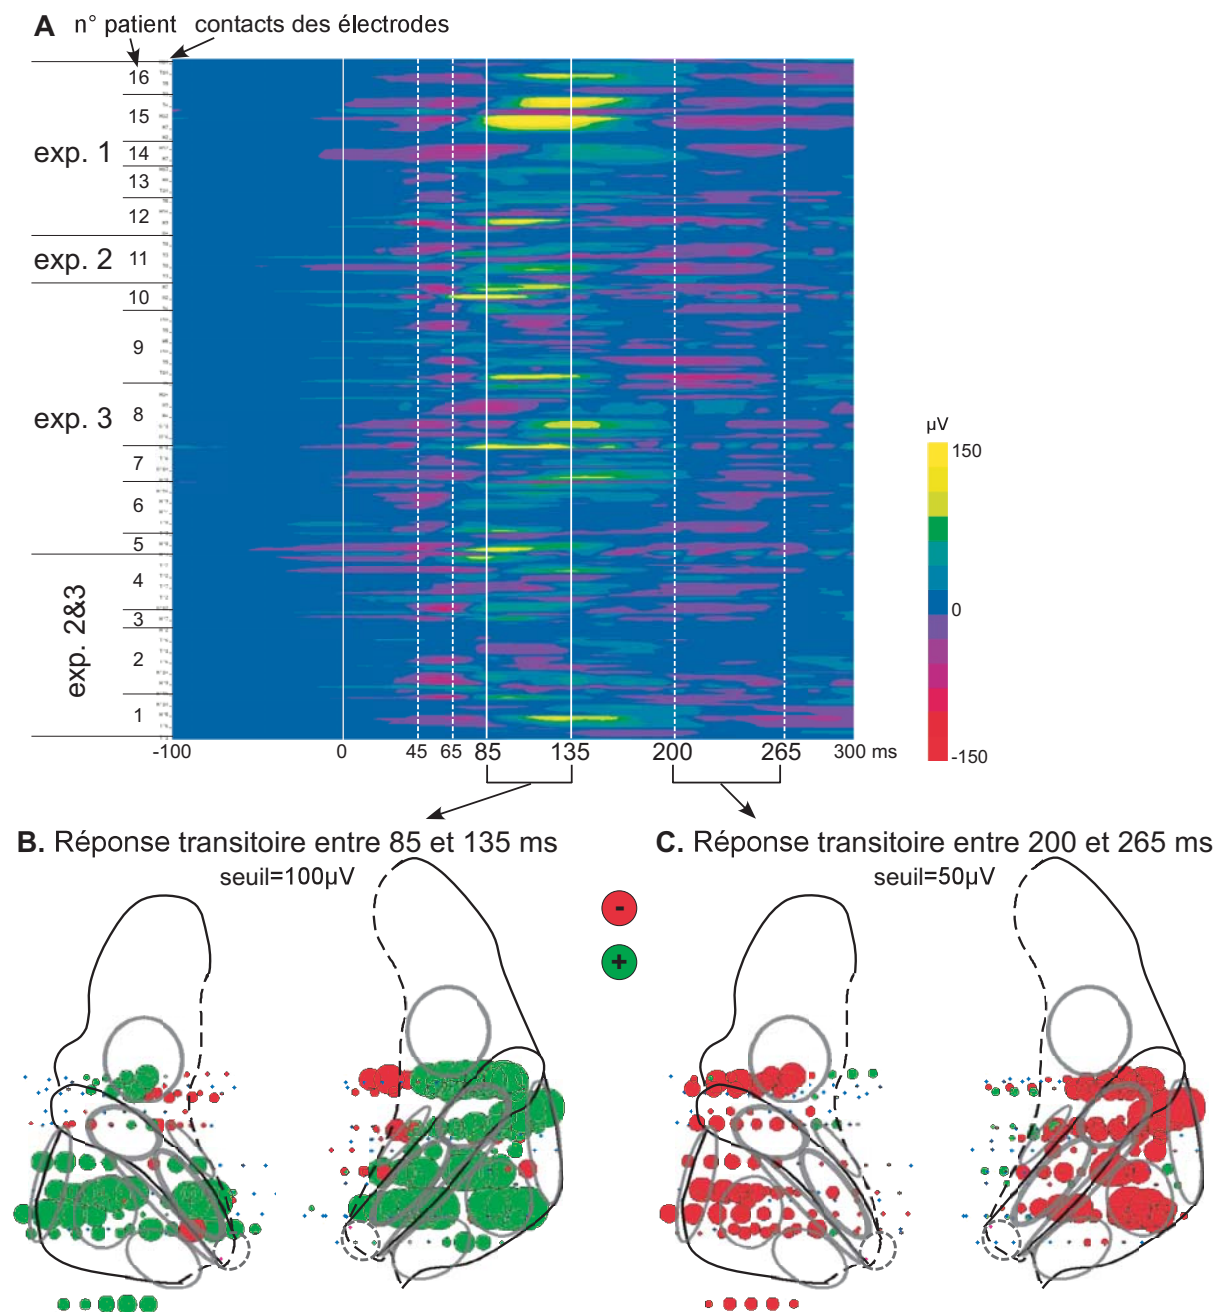 A n° patient contacts des électrodes
exp. 1
16
15
14
13
12
exp. 2
11
exp. 3
10
9
8
7
6
5
exp. 2&3
4
3
2
1
-100 0 45 65 85 135 200 265 300 ms
µV
150
0
-150
B. Réponse transitoire entre 85 et 135 ms
seuil=100µV
C. Réponse transitoire entre 200 et 265 ms
seuil=50µV
-
+